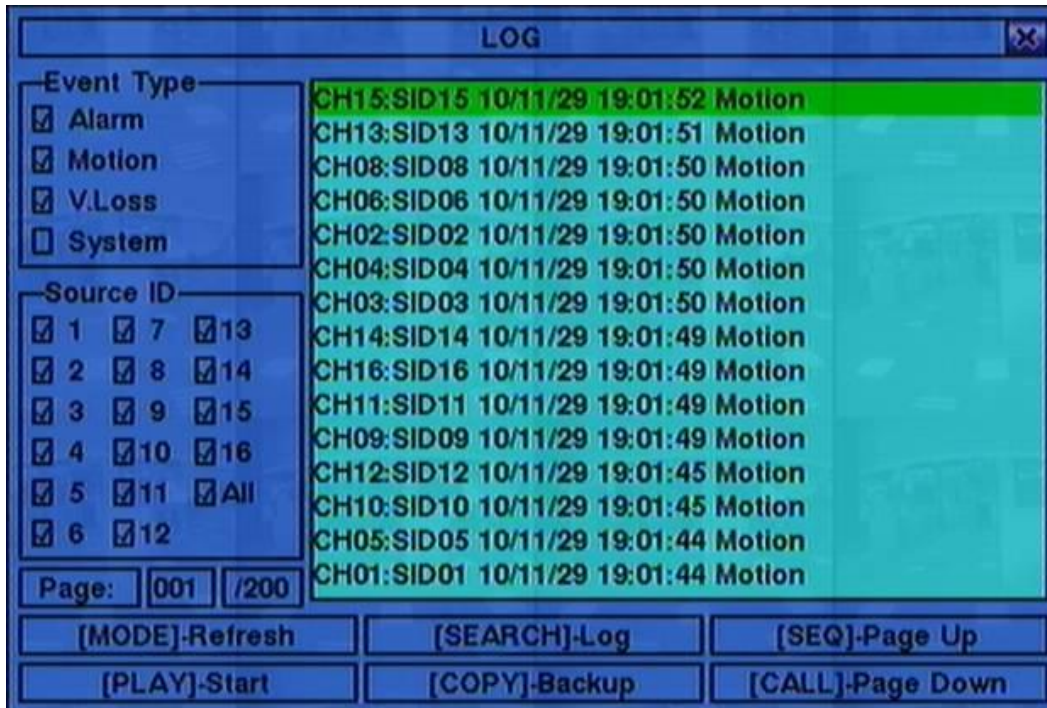 LOG
Event Type
Alarm
Motion
V.Loss
System
Source ID
1 7 13
2 8 14
3 9 15
4 10 16
5 11 All
6 12
Page: 001 /200
CH15:SID15 10/11/29 19:01:52 Motion
CH13:SID13 10/11/29 19:01:51 Motion
CH08:SID08 10/11/29 19:01:50 Motion
CH06:SID06 10/11/29 19:01:50 Motion
CH02:SID02 10/11/29 19:01:50 Motion
CH04:SID04 10/11/29 19:01:50 Motion
CH03:SID03 10/11/29 19:01:50 Motion
CH14:SID14 10/11/29 19:01:49 Motion
CH16:SID16 10/11/29 19:01:49 Motion
CH11:SID11 10/11/29 19:01:49 Motion
CH09:SID09 10/11/29 19:01:49 Motion
CH12:SID12 10/11/29 19:01:45 Motion
CH10:SID10 10/11/29 19:01:45 Motion
CH05:SID05 10/11/29 19:01:44 Motion
CH01:SID01 10/11/29 19:01:44 Motion
[MODE]-Refresh [SEARCH]-Log [SEQ]-Page Up
[PLAY]-Start [COPY]-Backup [CALL]-Page Down